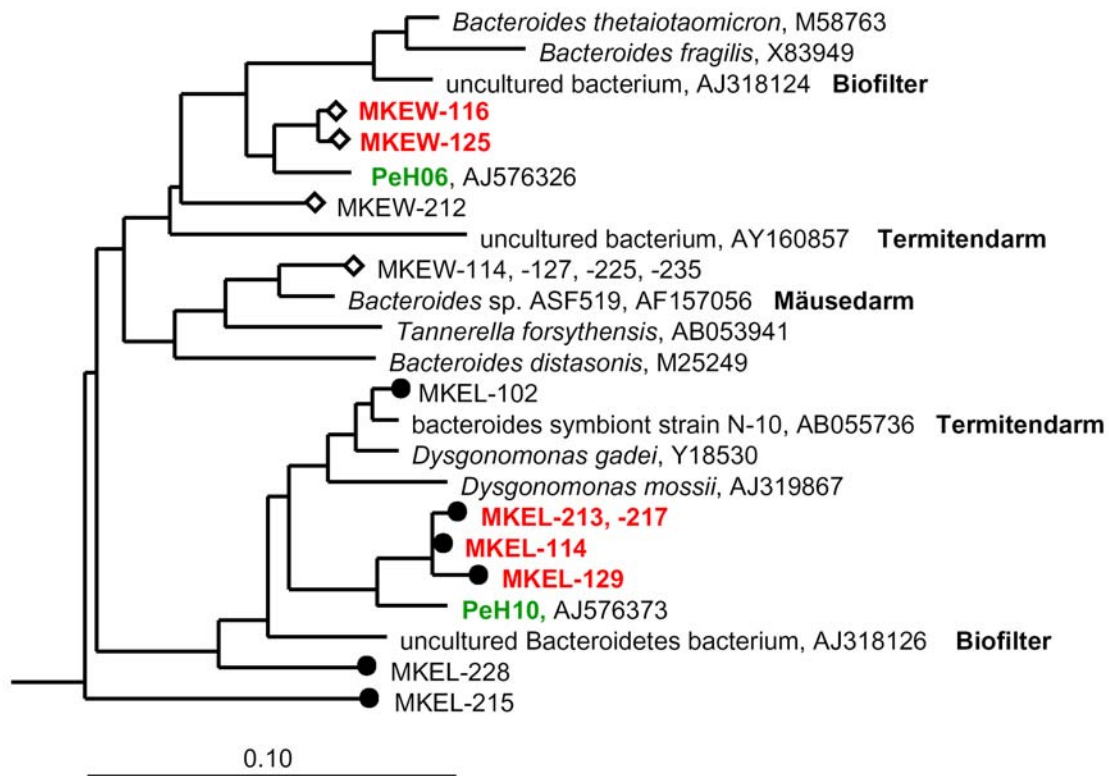 Bacteroides thetaiotaomicron, M58763
Bacteroides fragilis, X83949
uncultured bacterium, AJ318124 Biofilter
MKEW-116
MKEW-125
PeH06, AJ576326
MKEW-212
uncultured bacterium, AY160857 Termitendarm
MKEW-114, -127, -225, -235
Bacteroides sp. ASF519, AF157056 Mäusedarm
Tannerella forsythensis, AB053941
Bacteroides distasonis, M25249
MKEL-102
bacteroides symbiont strain N-10, AB055736 Termitendarm
Dysgonomonas gadei, Y18530
Dysgonomonas mossii, AJ319867
MKEL-213, -217
MKEL-114
MKEL-129
PeH10, AJ576373
uncultured Bacteroidetes bacterium, AJ318126 Biofilter
MKEL-228
MKEL-215
0.10